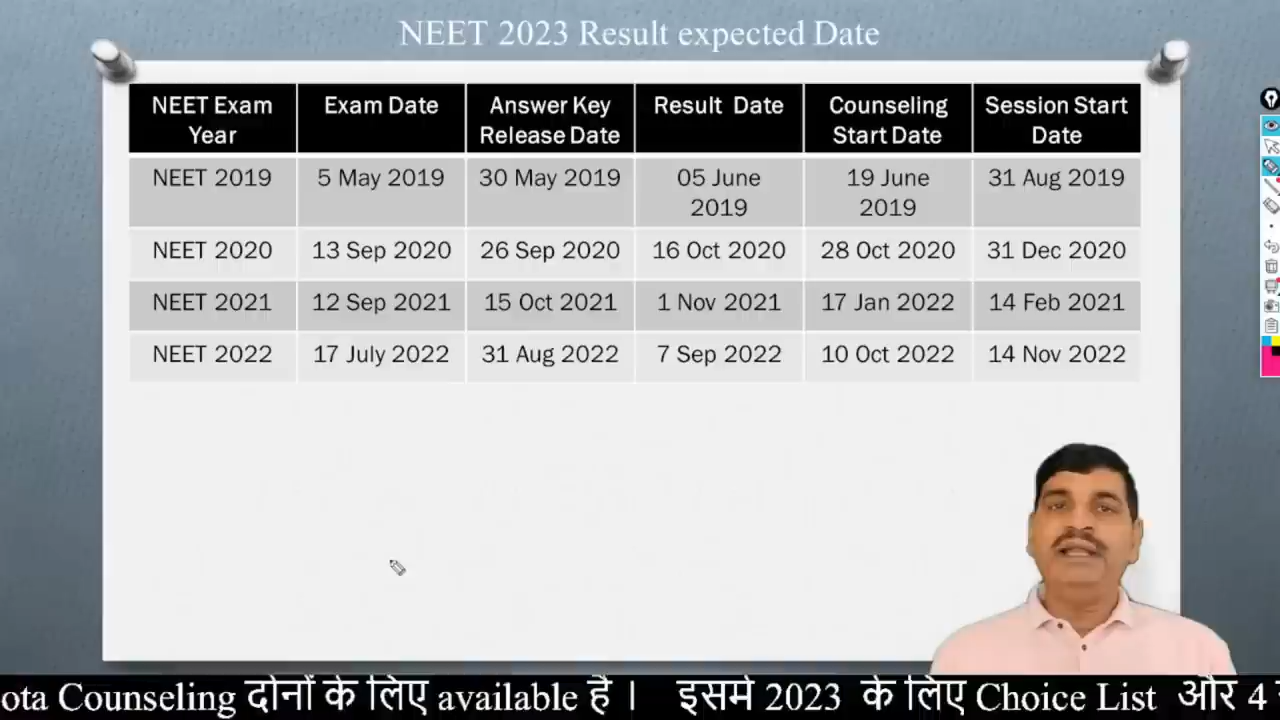 NEET 2023 Result expected Date
NEET Exam Year | Exam Date | Answer Key Release Date | Result Date | Counseling Start Date | Session Start Date
NEET 2019 | 5 May 2019 | 30 May 2019 | 05 June 2019 | 19 June 2019 | 31 Aug 2019
NEET 2020 | 13 Sep 2020 | 26 Sep 2020 | 16 Oct 2020 | 28 Oct 2020 | 31 Dec 2020
NEET 2021 | 12 Sep 2021 | 15 Oct 2021 | 1 Nov 2021 | 17 Jan 2022 | 14 Feb 2021
NEET 2022 | 17 July 2022 | 31 Aug 2022 | 7 Sep 2022 | 10 Oct 2022 | 14 Nov 2022
ota Counseling दोनों के लिए available है । इसमे 2023 के लिए Choice List और 4